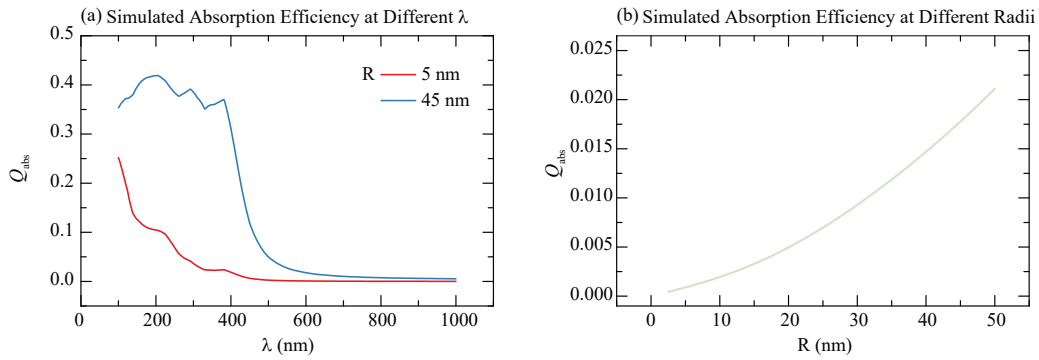 (a) Simulated Absorption Efficiency at Different λ
0.5
0.4
0.3
0.2
0.1
0.0
Q_abs
R
5 nm
45 nm
0
200
400
600
800
1000
λ (nm)
(b) Simulated Absorption Efficiency at Different Radii
0.025
0.020
0.015
0.010
0.005
0.000
Q_abs
0
10
20
30
40
50
R (nm)